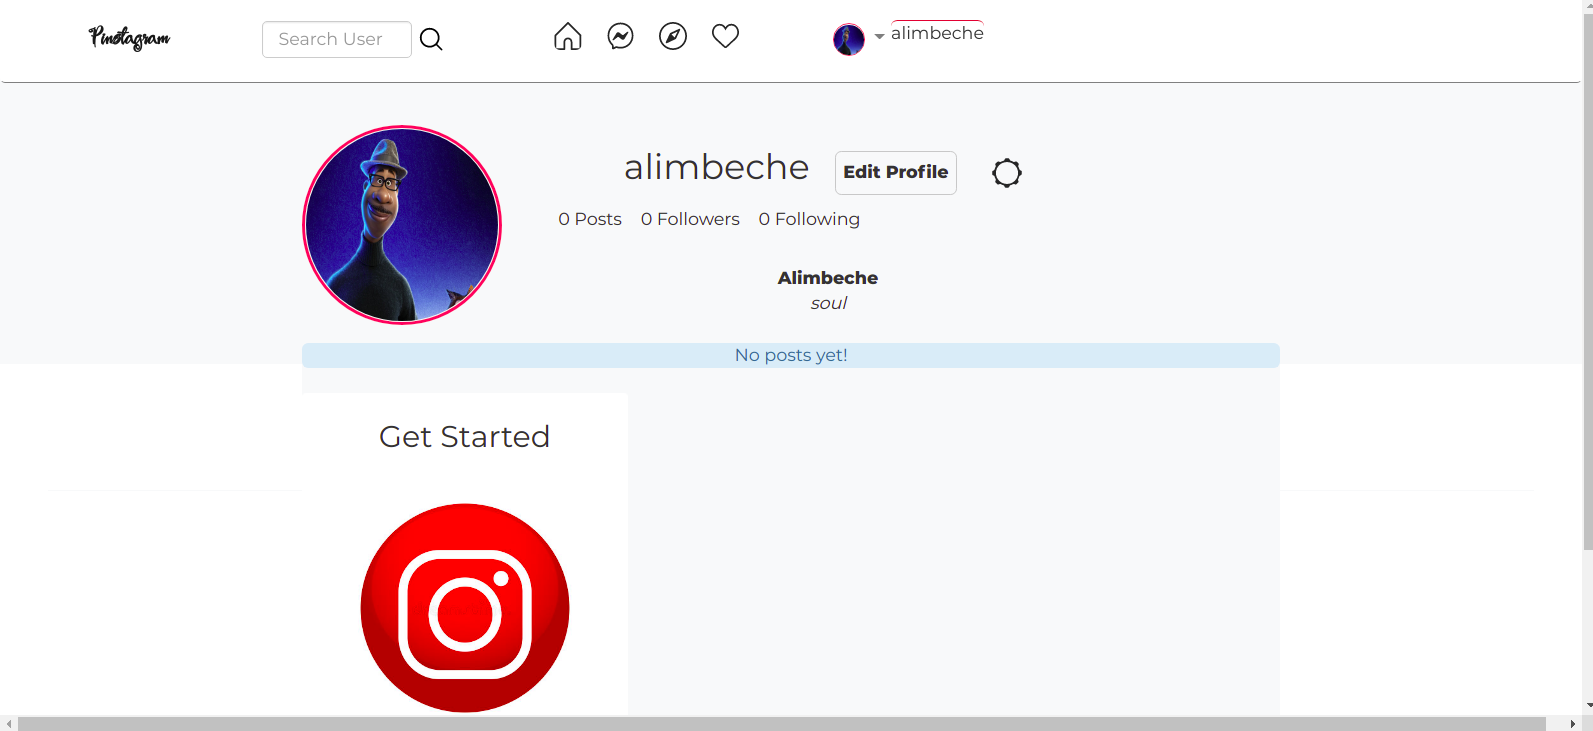 Pinstagram
Search User
alimbeche
alimbeche
Edit Profile
0 Posts 0 Followers 0 Following
Alimbeche
soul
No posts yet!
Get Started